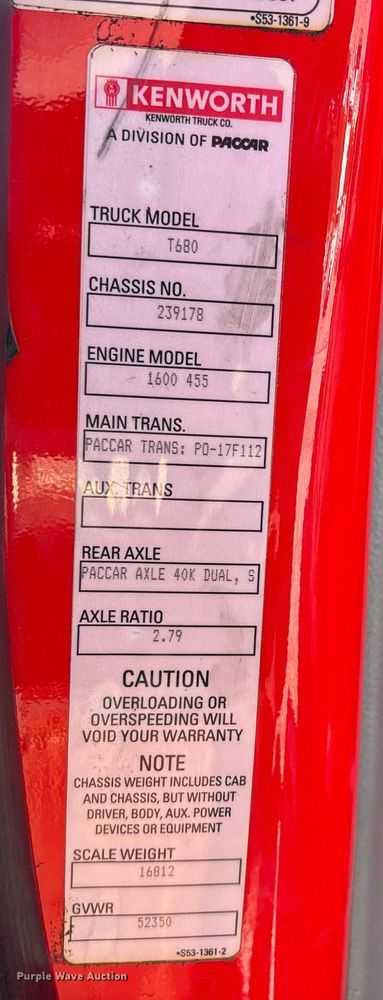 •S53-1361-9
KENWORTH
KENWORTH TRUCK CO.
A DIVISION OF PACCAR
TRUCK MODEL
T680
CHASSIS NO.
239178
ENGINE MODEL
1600 455
MAIN TRANS.
PACCAR TRANS: PO-17F112
AUX. TRANS
REAR AXLE
PACCAR AXLE 40K DUAL, S
AXLE RATIO
2.79
CAUTION
OVERLOADING OR
OVERSPEEDING WILL
VOID YOUR WARRANTY
NOTE
CHASSIS WEIGHT INCLUDES CAB
AND CHASSIS, BUT WITHOUT
DRIVER, BODY, AUX. POWER
DEVICES OR EQUIPMENT
SCALE WEIGHT
16812
GVWR
52350
•S53-1361-2
Purple Wave Auction